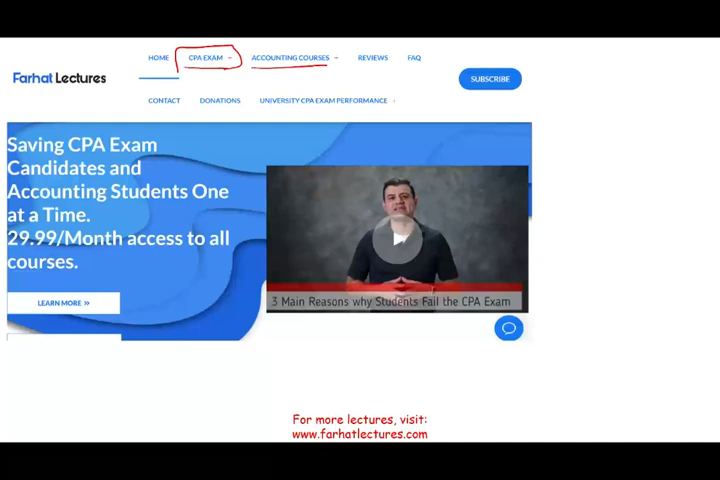 HOME CPA EXAM ACCOUNTING COURSES REVIEWS FAQ
Farhat Lectures
SUBSCRIBE
CONTACT DONATIONS UNIVERSITY CPA EXAM PERFORMANCE
Saving CPA Exam
Candidates and
Accounting Students One
at a Time.
29.99/Month access to all
courses.
LEARN MORE »
3 Main Reasons why Students Fail the CPA Exam
For more lectures, visit:
www.farhatlectures.com